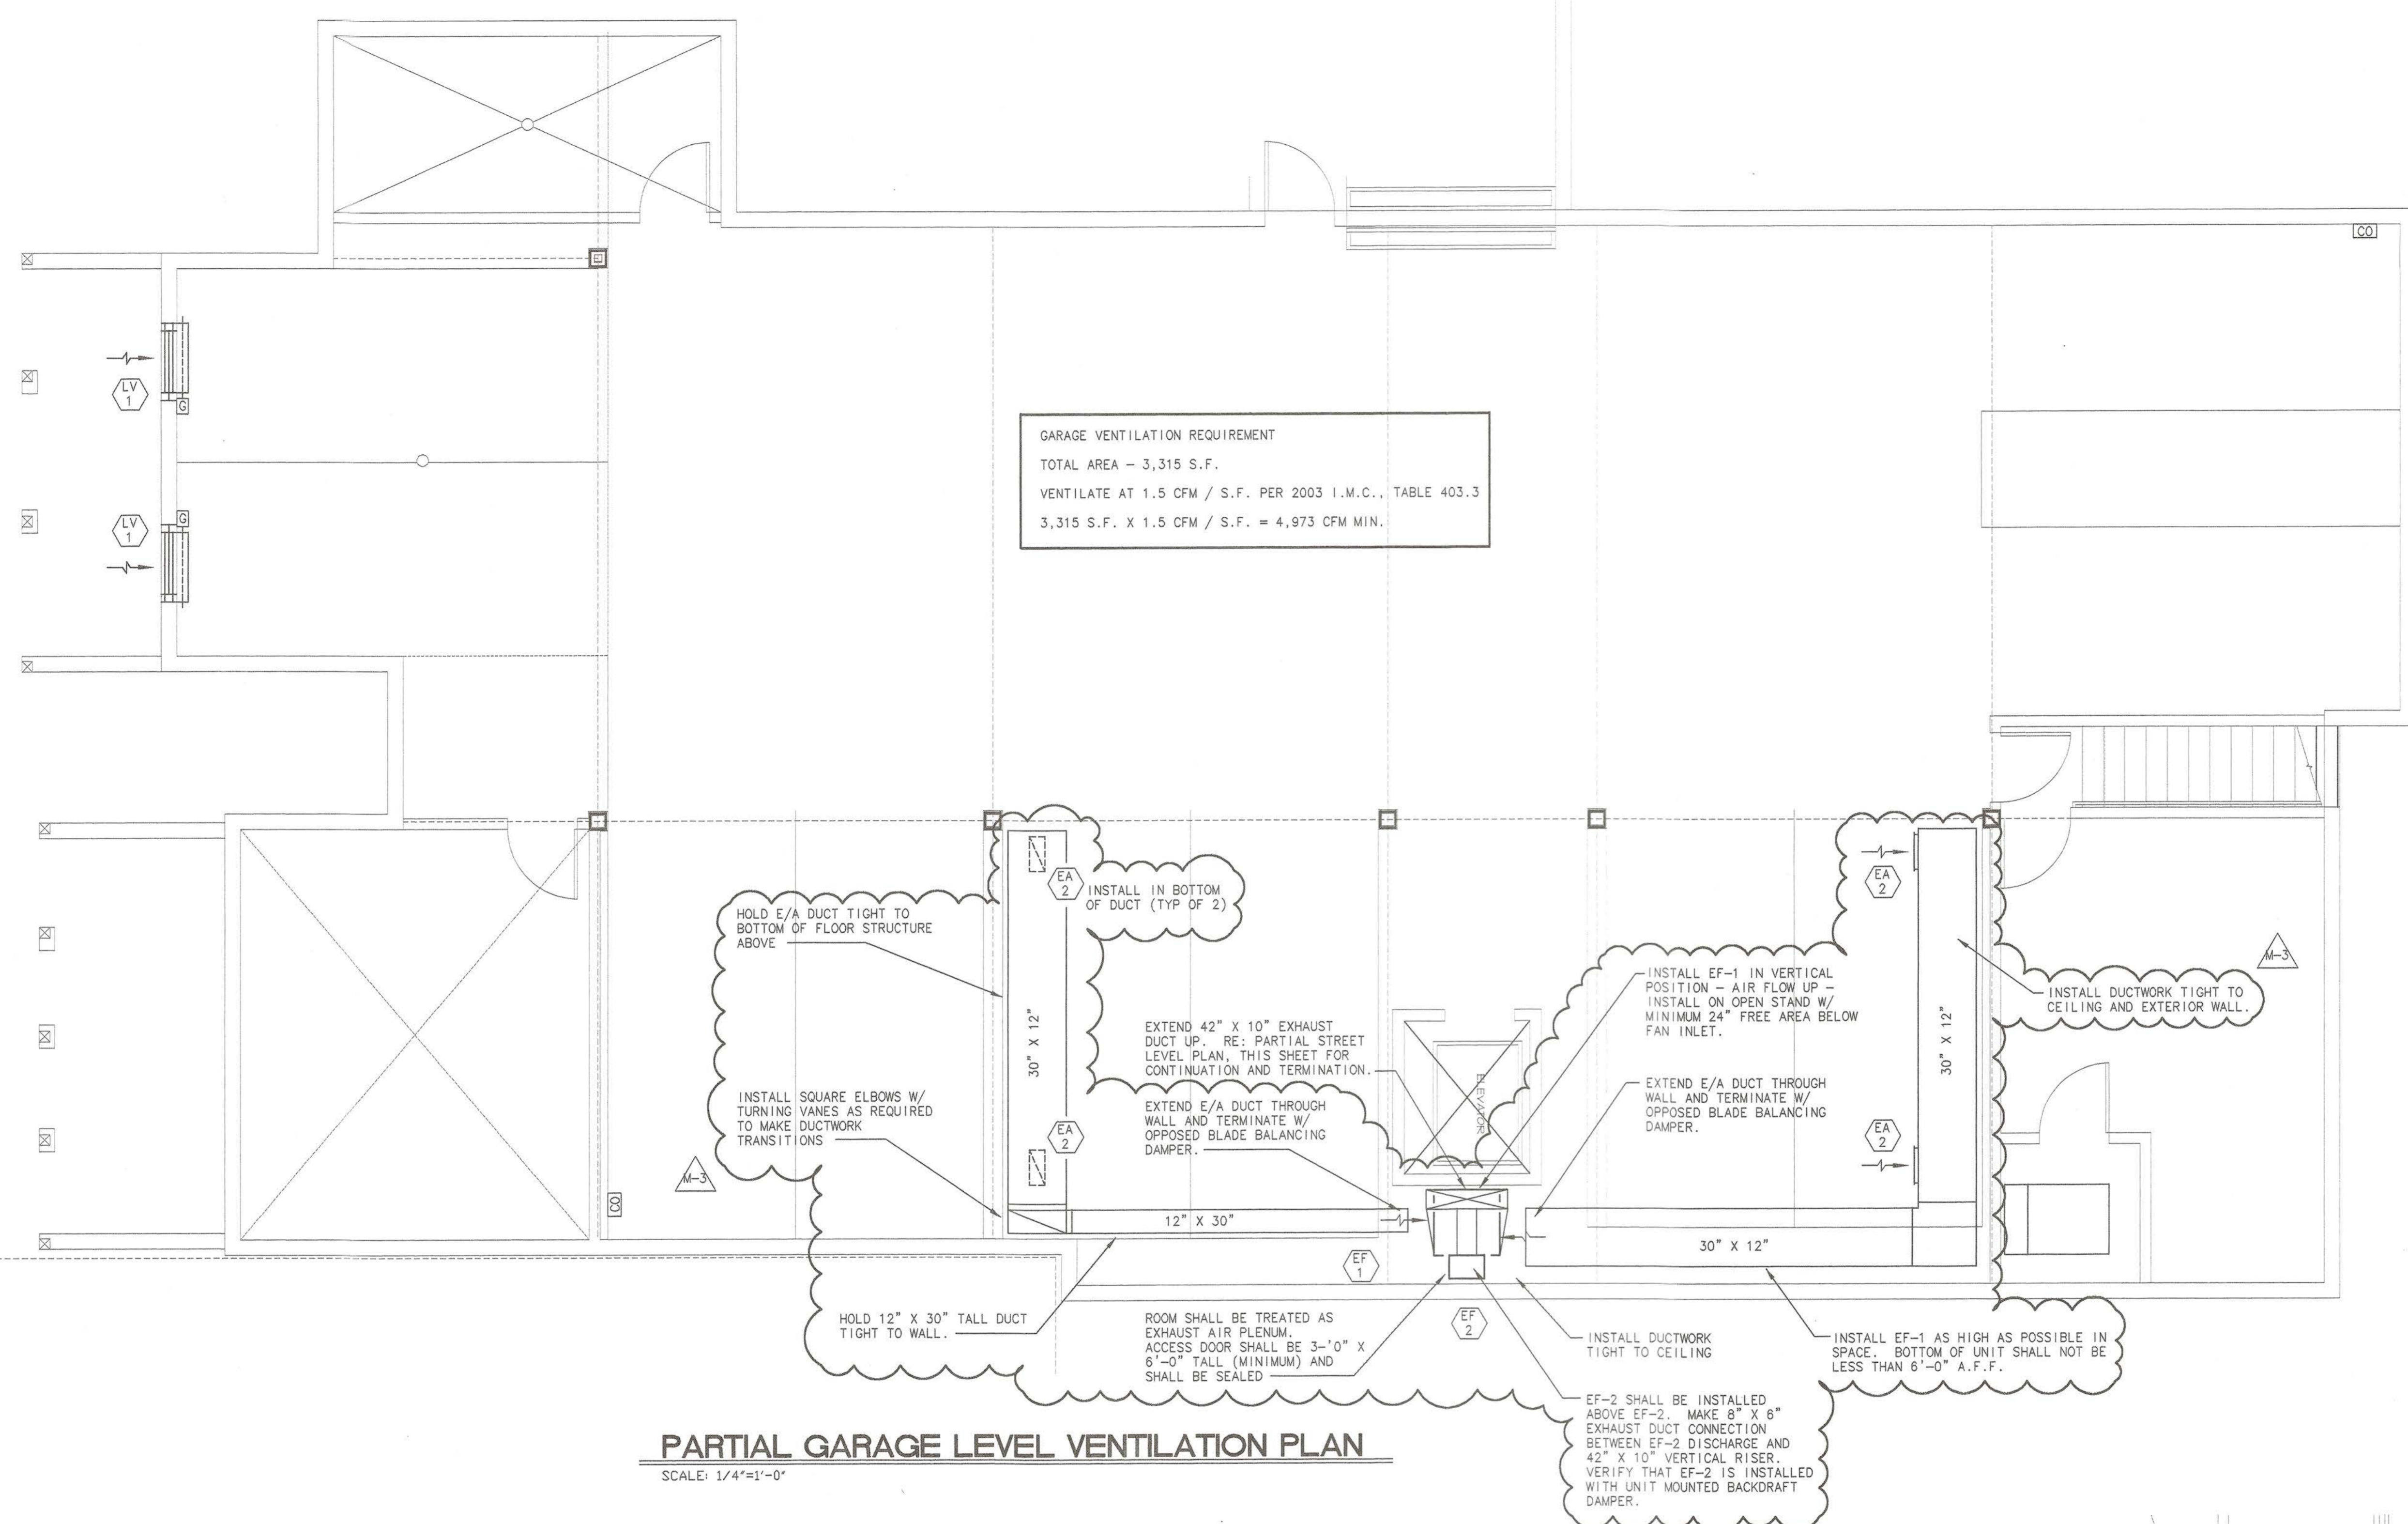 CO
LV
1
G
GARAGE VENTILATION REQUIREMENT
TOTAL AREA – 3,315 S.F.
VENTILATE AT 1.5 CFM / S.F. PER 2003 I.M.C., TABLE 403.3
3,315 S.F. X 1.5 CFM / S.F. = 4,973 CFM MIN.
LV
1
G
EA
2
INSTALL IN BOTTOM
OF DUCT (TYP OF 2)
EA
2
HOLD E/A DUCT TIGHT TO
BOTTOM OF FLOOR STRUCTURE
ABOVE
30" X 12"
INSTALL EF-1 IN VERTICAL
POSITION – AIR FLOW UP –
INSTALL ON OPEN STAND W/
MINIMUM 24" FREE AREA BELOW
FAN INLET.
M-3
INSTALL DUCTWORK TIGHT TO
CEILING AND EXTERIOR WALL.
30" X 12"
EXTEND 42" X 10" EXHAUST
DUCT UP. RE: PARTIAL STREET
LEVEL PLAN, THIS SHEET FOR
CONTINUATION AND TERMINATION.
ELEVATOR
EXTEND E/A DUCT THROUGH
WALL AND TERMINATE W/
OPPOSED BLADE BALANCING
DAMPER.
INSTALL SQUARE ELBOWS W/
TURNING VANES AS REQUIRED
TO MAKE DUCTWORK
TRANSITIONS
EA
2
EXTEND E/A DUCT THROUGH
WALL AND TERMINATE W/
OPPOSED BLADE BALANCING
DAMPER.
EA
2
M-3
CO
12" X 30"
30" X 12"
EF
1
HOLD 12" X 30" TALL DUCT
TIGHT TO WALL.
ROOM SHALL BE TREATED AS
EXHAUST AIR PLENUM.
ACCESS DOOR SHALL BE 3-'0" X
6'-0" TALL (MINIMUM) AND
SHALL BE SEALED
EF
2
INSTALL DUCTWORK
TIGHT TO CEILING
INSTALL EF-1 AS HIGH AS POSSIBLE IN
SPACE. BOTTOM OF UNIT SHALL NOT BE
LESS THAN 6'-0" A.F.F.
EF-2 SHALL BE INSTALLED
ABOVE EF-2. MAKE 8" X 6"
EXHAUST DUCT CONNECTION
BETWEEN EF-2 DISCHARGE AND
42" X 10" VERTICAL RISER.
VERIFY THAT EF-2 IS INSTALLED
WITH UNIT MOUNTED BACKDRAFT
DAMPER.
PARTIAL GARAGE LEVEL VENTILATION PLAN
SCALE: 1/4"=1'-0"